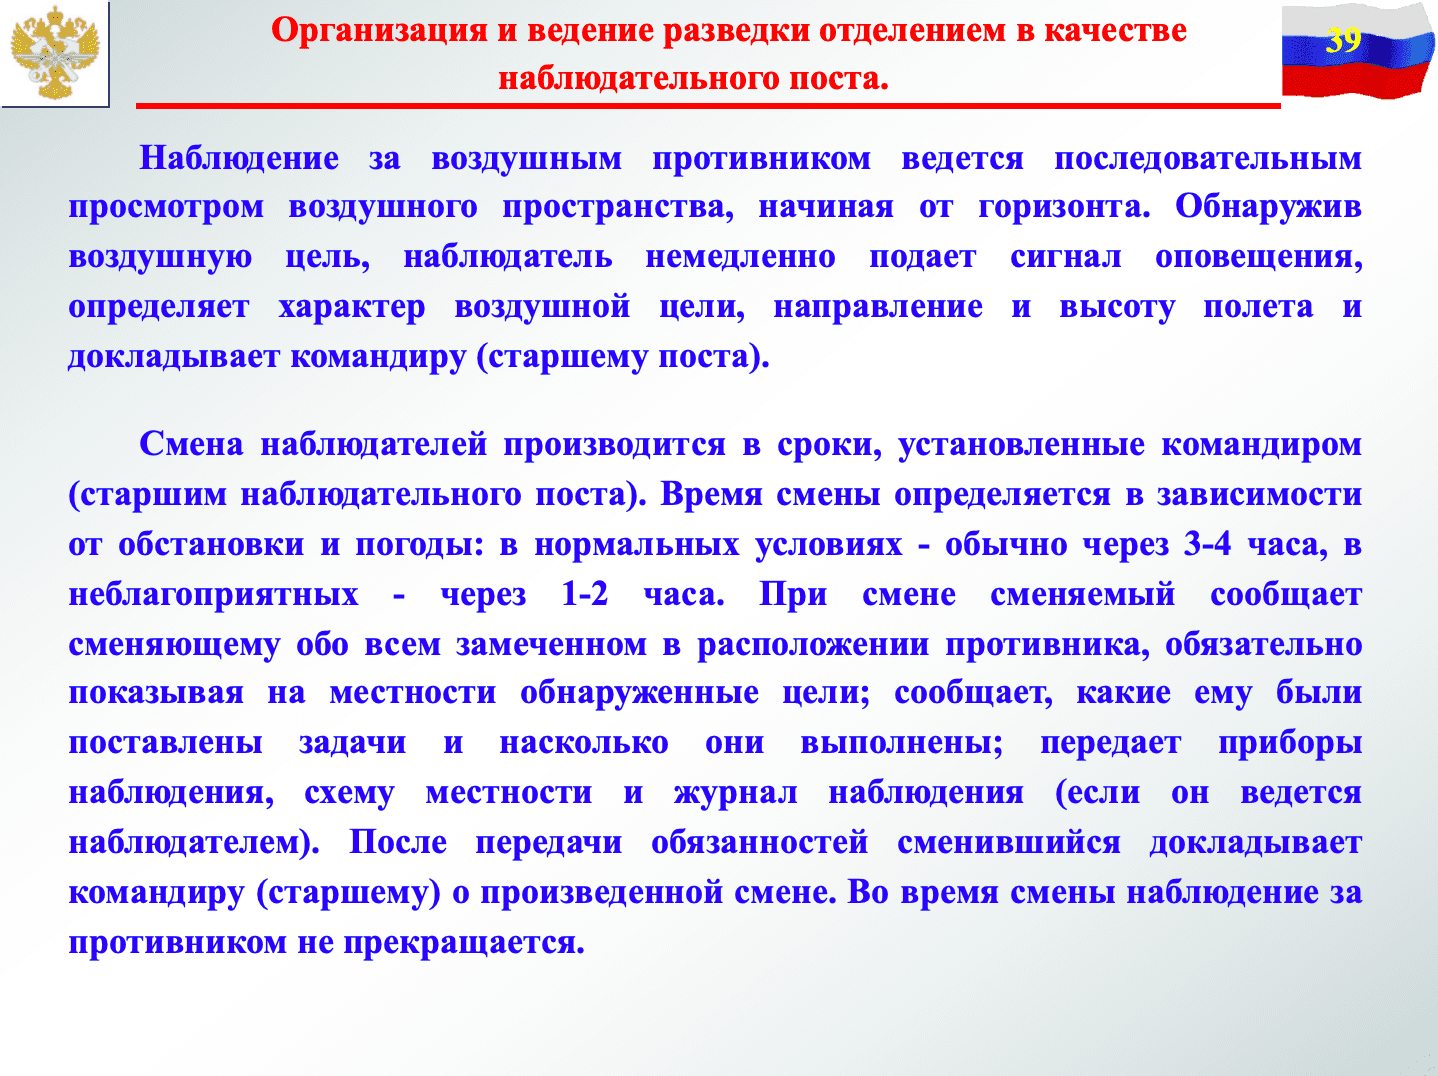 Организация и ведение разведки отделением в качестве
39
наблюдательного поста.
Наблюдение за воздушным противником ведется последовательным
просмотром воздушного пространства, начиная от горизонта. Обнаружив
воздушную цель, наблюдатель немедленно подает сигнал оповещения,
определяет характер воздушной цели, направление и высоту полета и
докладывает командиру (старшему поста).
Смена наблюдателей производится в сроки, установленные командиром
(старшим наблюдательного поста). Время смены определяется в зависимости
от обстановки и погоды: в нормальных условиях - обычно через 3-4 часа, в
неблагоприятных - через 1-2 часа. При смене сменяемый сообщает
сменяющему обо всем замеченном в расположении противника, обязательно
показывая на местности обнаруженные цели; сообщает, какие ему были
поставлены задачи и насколько они выполнены; передает приборы
наблюдения, схему местности и журнал наблюдения (если он ведется
наблюдателем). После передачи обязанностей сменившийся докладывает
командиру (старшему) о произведенной смене. Во время смены наблюдение за
противником не прекращается.